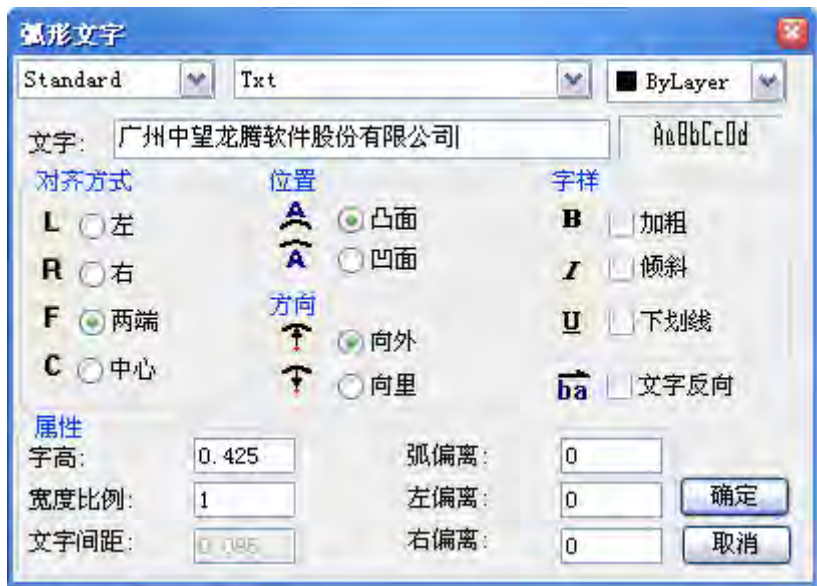 弧形文字
Standard Txt ByLayer
文字: 广州中望龙腾软件股份有限公司 AaBbCcDd
对齐方式 位置 字样
L 左 A 凸面 B 加粗
R 右 A 凹面 I 倾斜
F 两端 方向 U 下划线
向外
C 中心 向里 ba 文字反向
属性
字高: 0.425 弧偏离: 0
宽度比例: 1 左偏离: 0 确定
文字间距: 右偏离: 0 取消